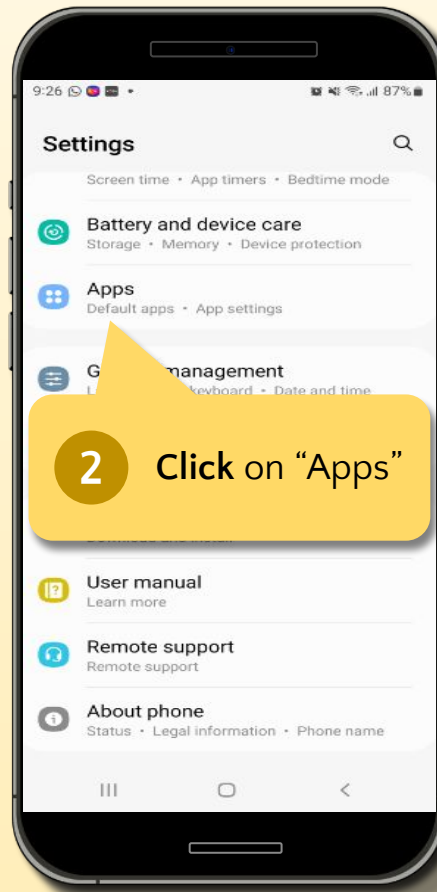 9:26 87%
Settings
Screen time • App timers • Bedtime mode
Battery and device care
Storage • Memory • Device protection
Apps
Default apps • App settings
management
keyboard • Date and time
2 Click on “Apps”
User manual
Learn more
Remote support
Remote support
About phone
Status • Legal information • Phone name